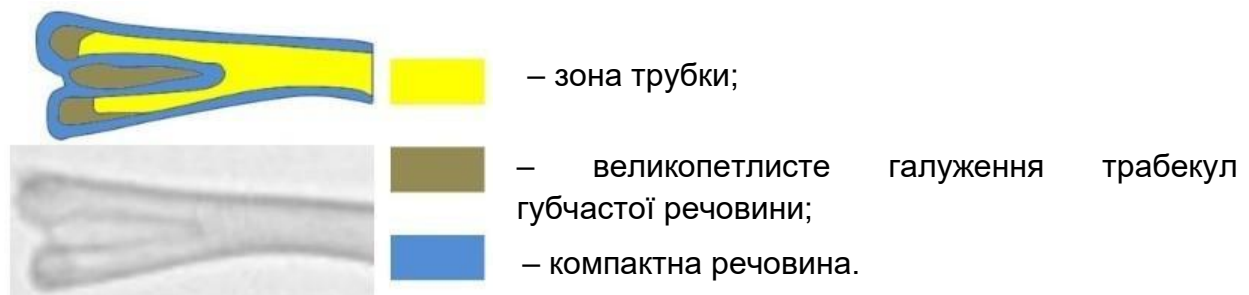 – зона трубки;
– великопетлисте галуження трабекул
губчастої речовини;
– компактна речовина.